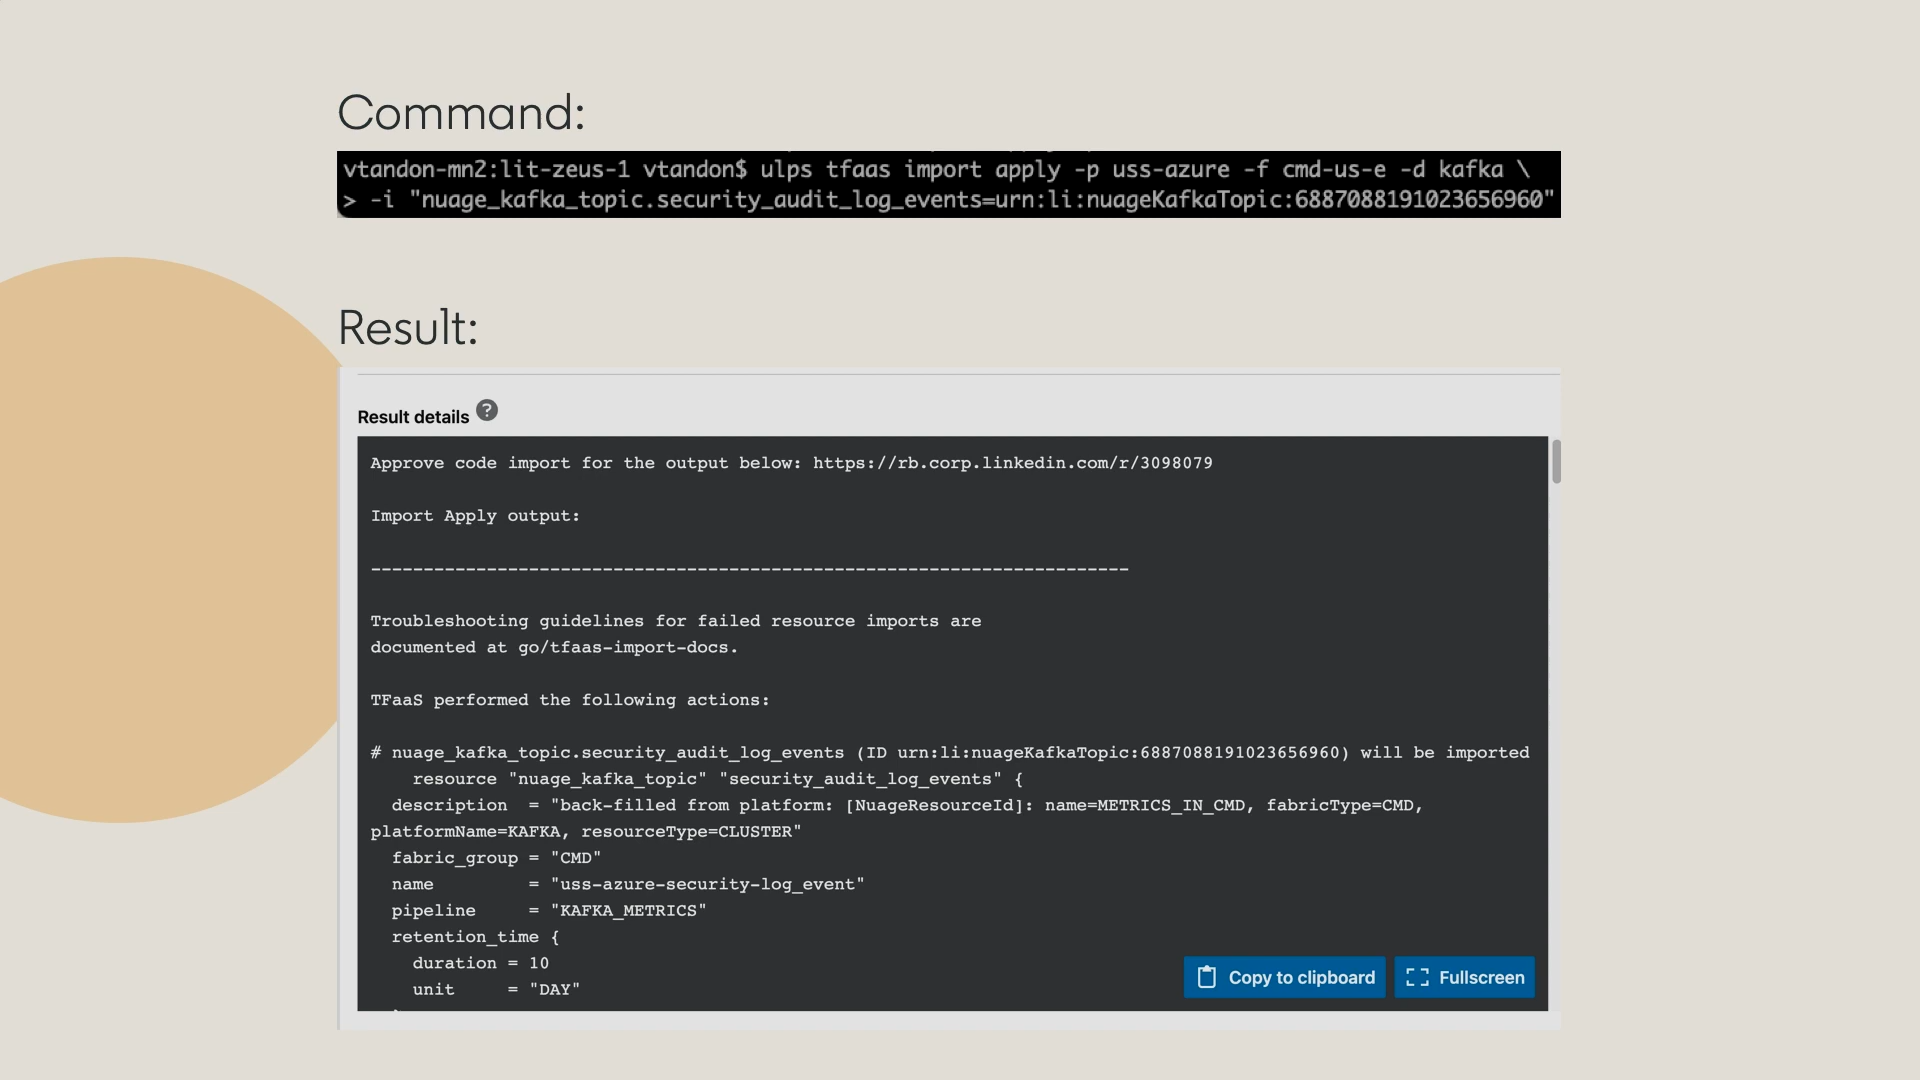 Command:
vtandon-mn2:lit-zeus-1 vtandon$ ulps tfaas import apply -p uss-azure -f cmd-us-e -d kafka \
> -i "nuage_kafka_topic.security_audit_log_events=urn:li:nuageKafkaTopic:6887088191023656960"
Result:
Result details ?
Approve code import for the output below: https://rb.corp.linkedin.com/r/3098079
Import Apply output:
------------------------------------------------------------------------
Troubleshooting guidelines for failed resource imports are
documented at go/tfaas-import-docs.
TFaaS performed the following actions:
# nuage_kafka_topic.security_audit_log_events (ID urn:li:nuageKafkaTopic:6887088191023656960) will be imported
resource "nuage_kafka_topic" "security_audit_log_events" {
description = "back-filled from platform: [NuageResourceId]: name=METRICS_IN_CMD, fabricType=CMD,
platformName=KAFKA, resourceType=CLUSTER"
fabric_group = "CMD"
name = "uss-azure-security-log_event"
pipeline = "KAFKA_METRICS"
retention_time {
duration = 10
unit = "DAY"
Copy to clipboard
Fullscreen